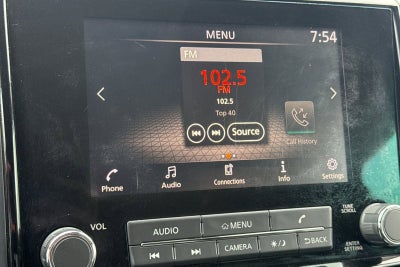 MENU
7:54
FM
102.5
FM
102.5
Top 40
Source
Call History
Phone
Audio
Connections
Info
Settings
VOL
AUDIO
MENU
TUNE
SCROLL
CAMERA
BACK
ENTER
SETTING